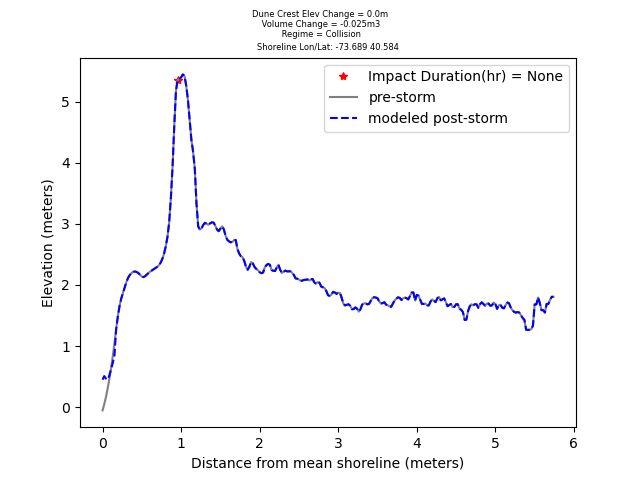 Dune Crest Elev Change = 0.0m
Volume Change = -0.025m3
Regime = Collision
Shoreline Lon/Lat: -73.689 40.584
Impact Duration(hr) = None
pre-storm
modeled post-storm
5
4
3
2
1
0
Elevation (meters)
0 1 2 3 4 5 6
Distance from mean shoreline (meters)